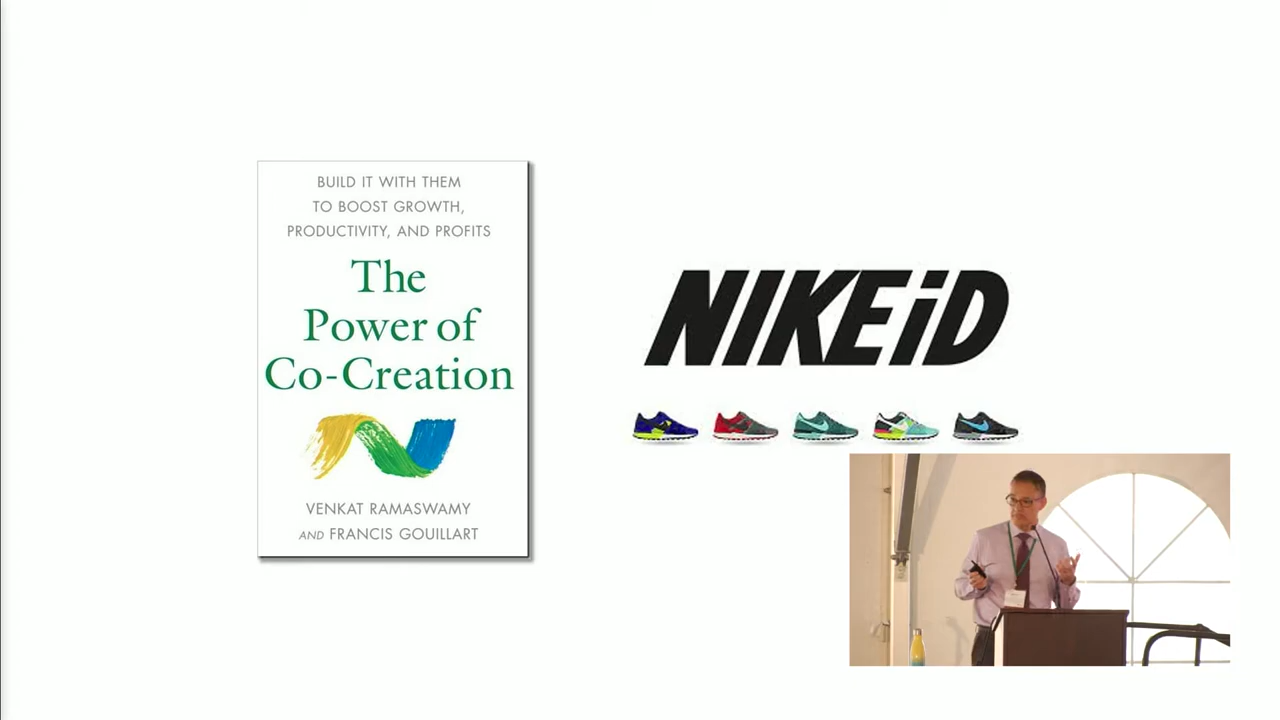 BUILD IT WITH THEM
TO BOOST GROWTH,
PRODUCTIVITY, AND PROFITS
The
Power of
Co-Creation
VENKAT RAMASWAMY
AND FRANCIS GOUILLART
NIKEiD